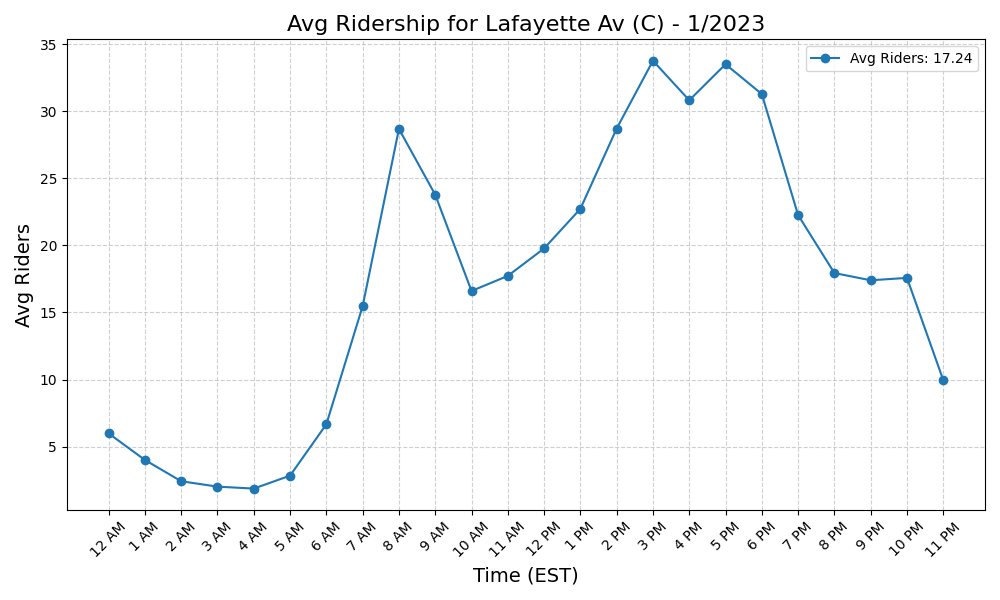 Avg Ridership for Lafayette Av (C) - 1/2023
Avg Riders: 17.24
Avg Riders
35
30
25
20
15
10
5
12 AM
1 AM
2 AM
3 AM
4 AM
5 AM
6 AM
7 AM
8 AM
9 AM
10 AM
11 AM
12 PM
1 PM
2 PM
3 PM
4 PM
5 PM
6 PM
7 PM
8 PM
9 PM
10 PM
11 PM
Time (EST)